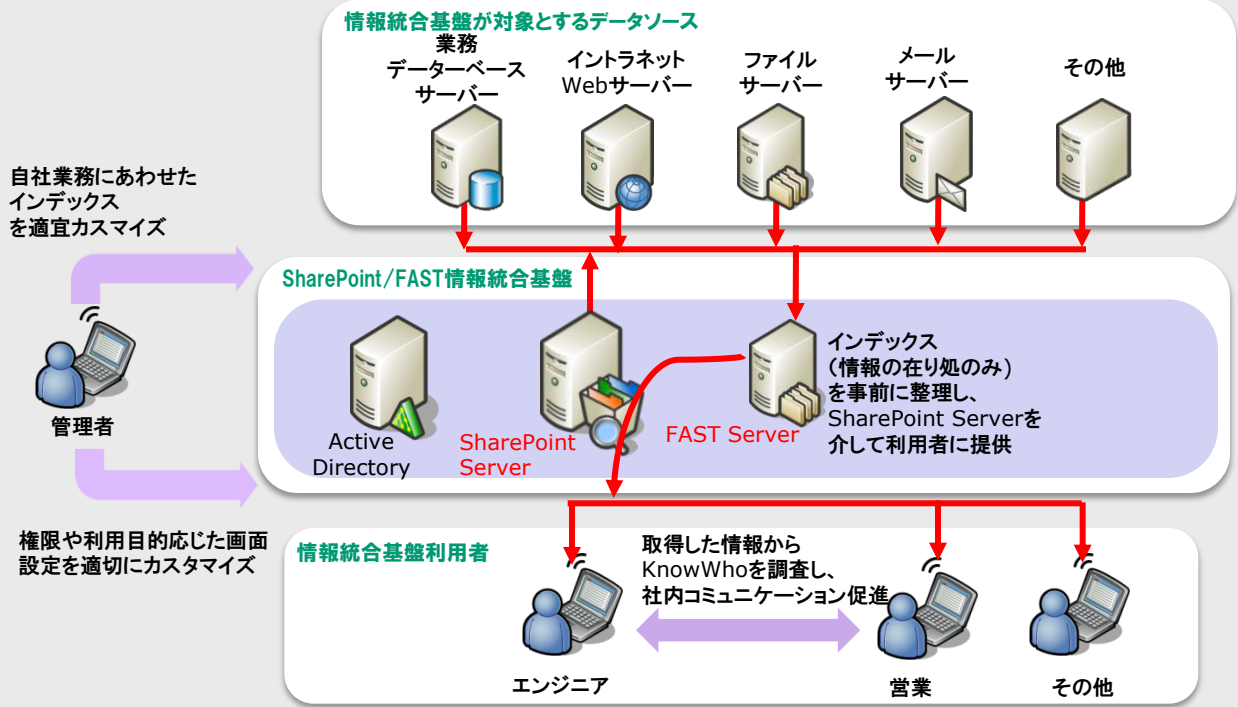 情報統合基盤が対象とするデータソース
業務
データーベース
サーバー
イントラネット
Webサーバー
ファイル
サーバー
メール
サーバー
その他
自社業務にあわせた
インデックス
を適宜カスマイズ
管理者
権限や利用目的応じた画面
設定を適切にカスタマイズ
SharePoint/FAST情報統合基盤
Active
Directory
SharePoint
Server
FAST Server
インデックス
（情報の在り処のみ）
を事前に整理し、
SharePoint Serverを
介して利用者に提供
情報統合基盤利用者
取得した情報から
KnowWhoを調査し、
社内コミュニケーション促進
エンジニア
営業
その他